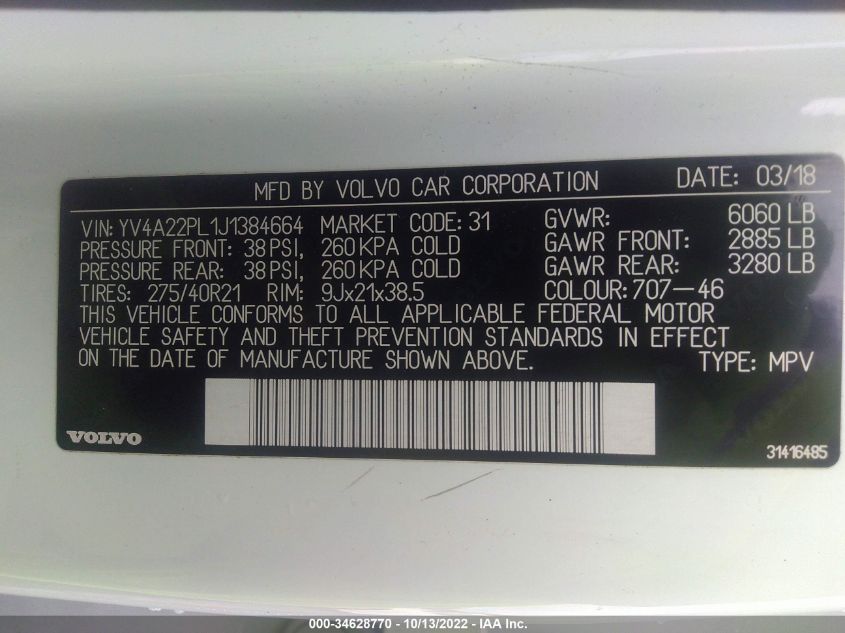 MFD BY VOLVO CAR CORPORATION DATE: 03/18
VIN: YV4A22PL1J1384664 MARKET CODE: 31 GVWR: 6060 LB
PRESSURE FRONT: 38 PSI, 260 KPA COLD GAWR FRONT: 2885 LB
PRESSURE REAR: 38 PSI, 260 KPA COLD GAWR REAR: 3280 LB
TIRES: 275/40R21 RIM: 9Jx21x38.5 COLOUR: 707-46
THIS VEHICLE CONFORMS TO ALL APPLICABLE FEDERAL MOTOR
VEHICLE SAFETY AND THEFT PREVENTION STANDARDS IN EFFECT
ON THE DATE OF MANUFACTURE SHOWN ABOVE. TYPE: MPV
VOLVO 31416485
000-34628770 - 10/13/2022 - IAAI.com